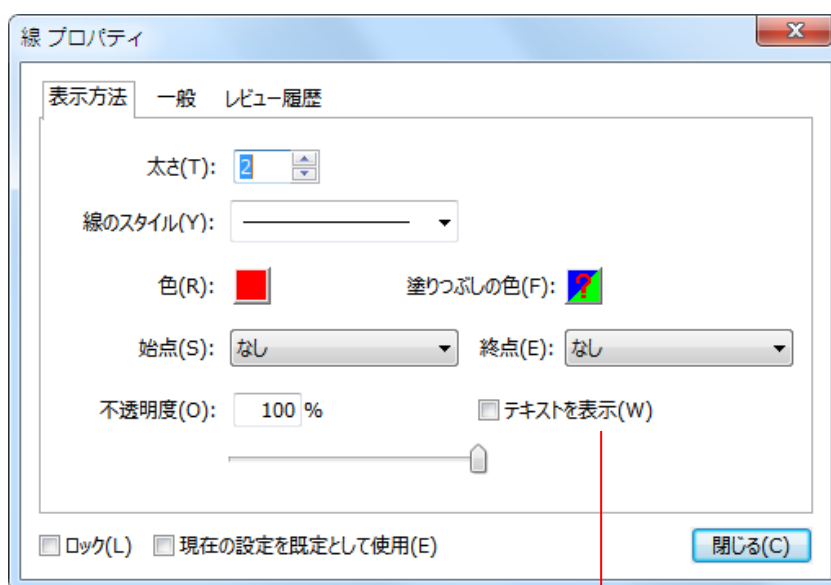 線 プロパティ
表示方法 一般 レビュー履歴
太さ(T): 2
線のスタイル(Y):
色(R): 塗りつぶしの色(F): ?
始点(S): なし 終点(E): なし
不透明度(O): 100 % テキストを表示(W)
ロック(L) 現在の設定を既定として使用(E) 閉じる(C)